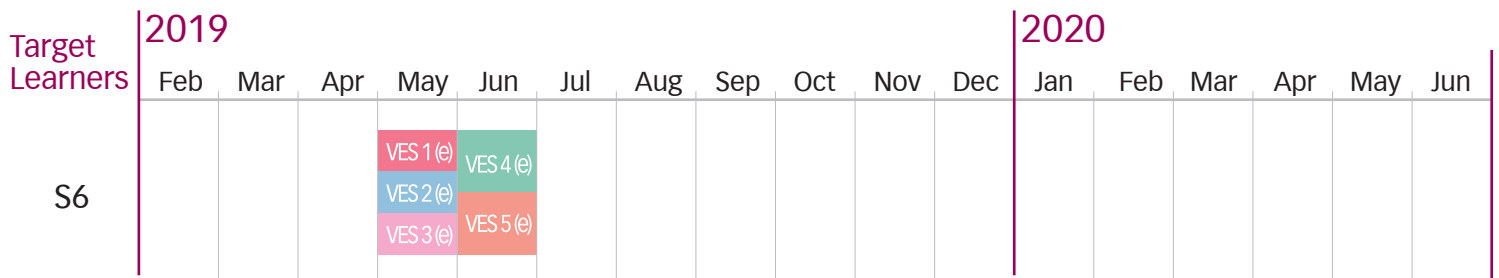 Target
Learners
2019
2020
Feb Mar Apr May Jun Jul Aug Sep Oct Nov Dec Jan Feb Mar Apr May Jun
S6
VES 1 (e)
VES 2 (e)
VES 3 (e)
VES 4 (e)
VES 5 (e)